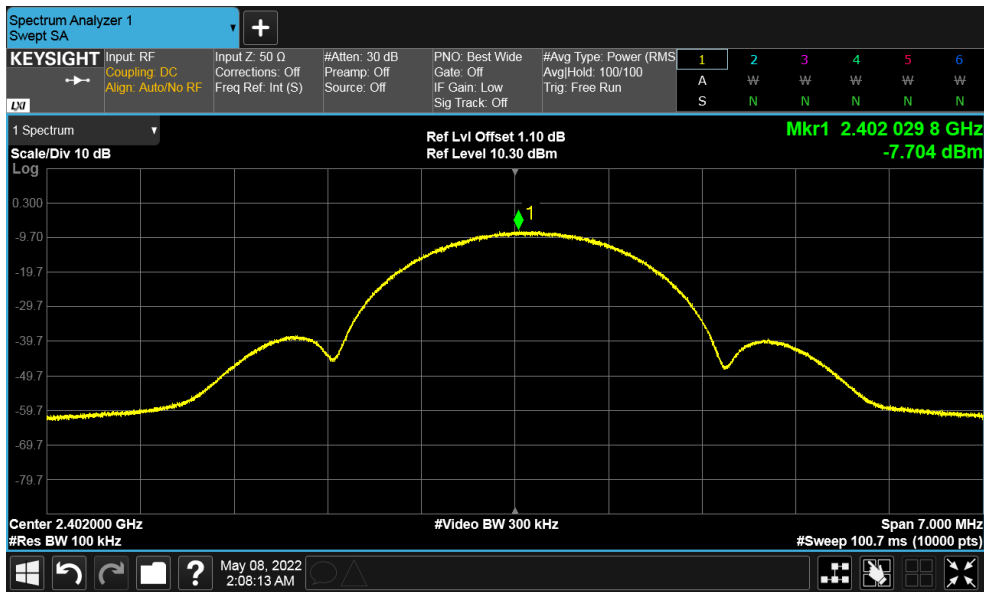 Spectrum Analyzer 1
Swept SA
+
KEYSIGHT
LXI
Input: RF
Coupling: DC
Align: Auto/No RF
Input Z: 50 Ω
Corrections: Off
Freq Ref: Int (S)
#Atten: 30 dB
Preamp: Off
Source: Off
PNO: Best Wide
Gate: Off
IF Gain: Low
Sig Track: Off
#Avg Type: Power (RMS
Avg|Hold: 100/100
Trig: Free Run
1 2 3 4 5 6
A W W W W W
S N N N N N
1 Spectrum
Scale/Div 10 dB
Ref Lvl Offset 1.10 dB
Ref Level 10.30 dBm
Mkr1 2.402 029 8 GHz
-7.704 dBm
Log
0.300
-9.70
-19.7
-29.7
-39.7
-49.7
-59.7
-69.7
-79.7
1
Center 2.402000 GHz
#Res BW 100 kHz
#Video BW 300 kHz
Span 7.000 MHz
#Sweep 100.7 ms (10000 pts)
?
May 08, 2022
2:08:13 AM